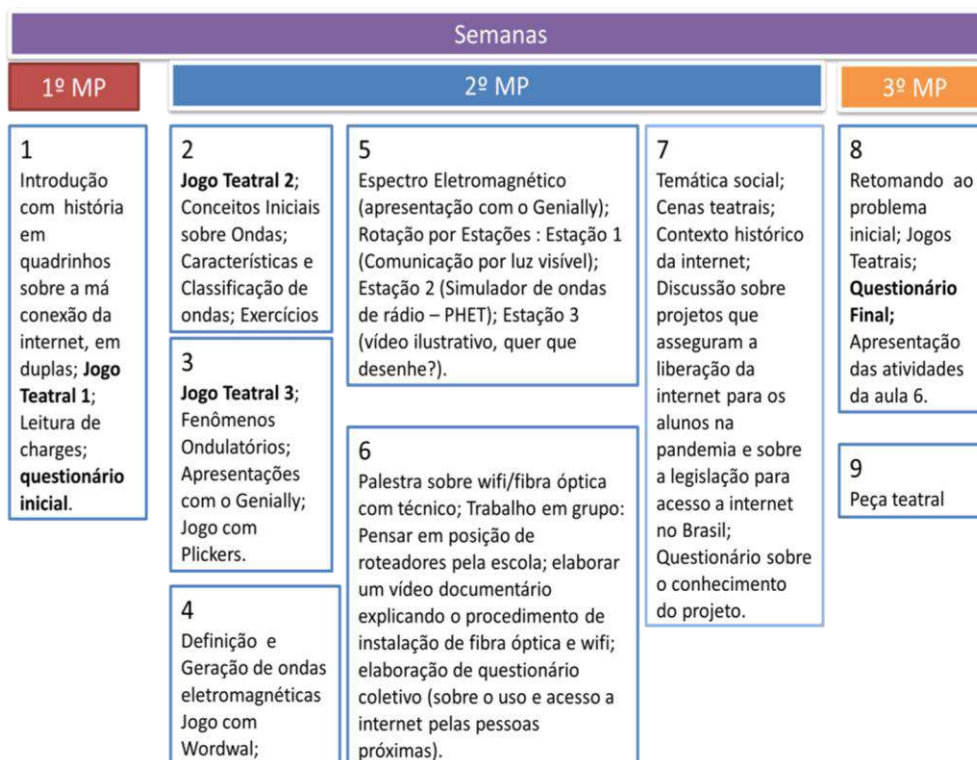 Semanas
1º MP
2º MP
3º MP
1
Introdução
com história
em
quadrinhos
sobre a má
conexão da
internet, em
duplas; Jogo
Teatral 1;
Leitura de
charges;
questionário
inicial.
2
Jogo Teatral 2;
Conceitos Iniciais
sobre Ondas;
Características e
Classificação de
ondas; Exercícios
3
Jogo Teatral 3;
Fenômenos
Ondulatórios;
Apresentações
com o Genially;
Jogo com
Plickers.
4
Definição e
Geração de ondas
eletromagnéticas
Jogo com
Wordwal;
5
Espectro Eletromagnético
(apresentação com o Genially);
Rotação por Estações : Estação 1
(Comunicação por luz visível);
Estação 2 (Simulador de ondas
de rádio – PHET); Estação 3
(vídeo ilustrativo, quer que
desenhe?).
6
Palestra sobre wifi/fibra óptica
com técnico; Trabalho em grupo:
Pensar em posição de
roteadores pela escola; elaborar
um vídeo documentário
explicando o procedimento de
instalação de fibra óptica e wifi;
elaboração de questionário
coletivo (sobre o uso e acesso a
internet pelas pessoas
próximas).
7
Temática social;
Cenas teatrais;
Contexto histórico
da internet;
Discussão sobre
projetos que
asseguram a
liberação da
internet para os
alunos na
pandemia e sobre
a legislação para
acesso a internet
no Brasil;
Questionário sobre
o conhecimento
do projeto.
8
Retomando ao
problema
inicial; Jogos
Teatrais;
Questionário
Final;
Apresentação
das atividades
da aula 6.
9
Peça teatral